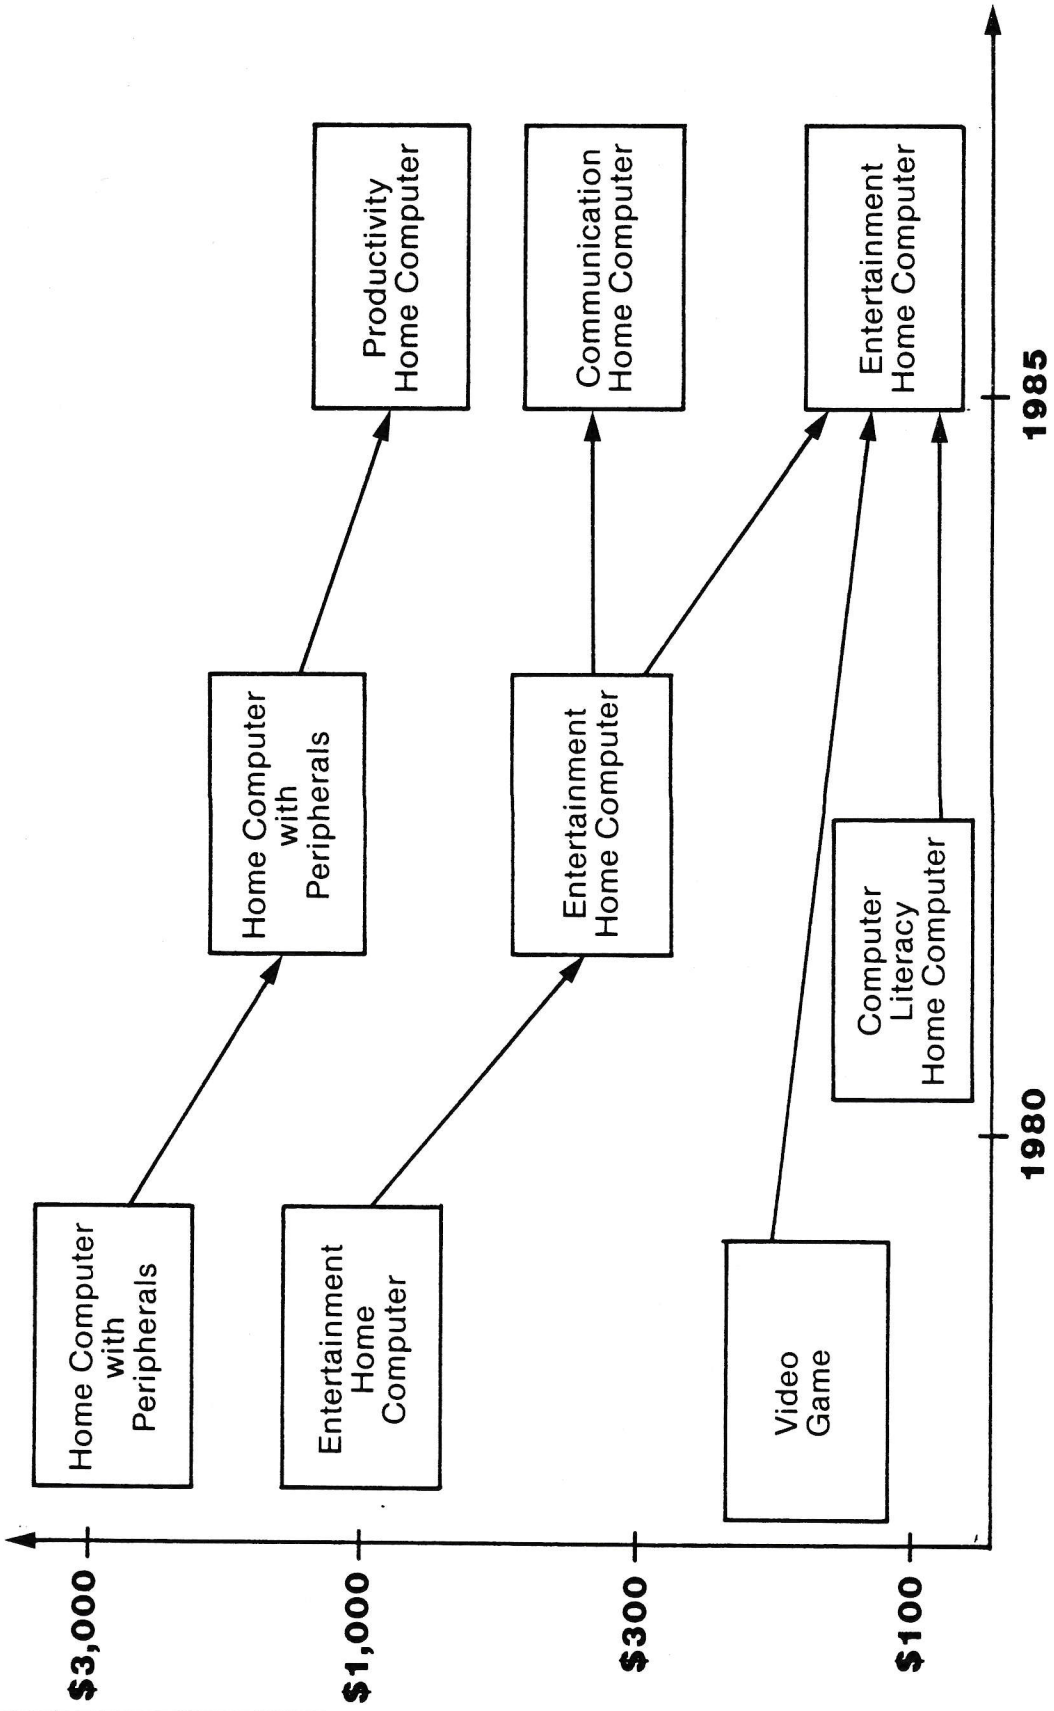 $3,000
$1,000
$300
$100
Home Computer
with
Peripherals
Entertainment
Home
Computer
Video
Game
Home Computer
with
Peripherals
Entertainment
Home Computer
Computer
Literacy
Home Computer
Productivity
Home Computer
Communication
Home Computer
Entertainment
Home Computer
1980
1985